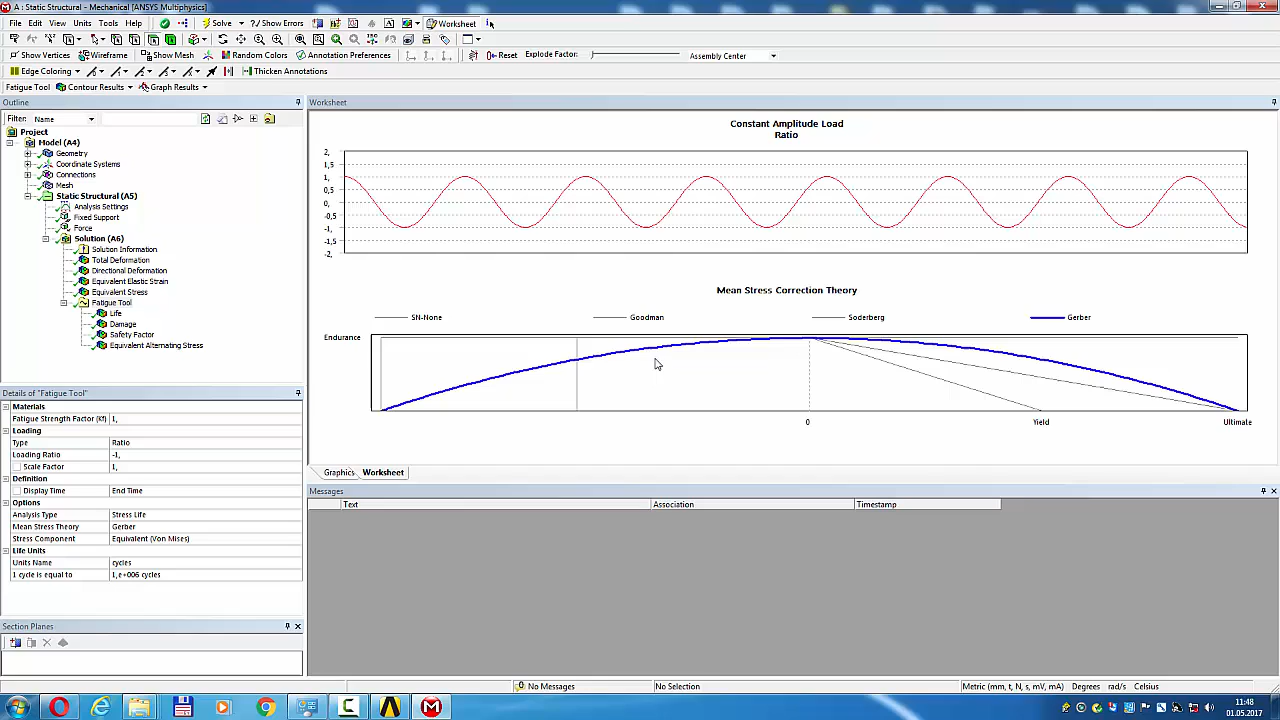 A : Static Structural - Mechanical [ANSYS Multiphysics]
File Edit View Units Tools Help Solve Show Errors Worksheet
Show Vertices Wireframe Show Mesh Random Colors Annotation Preferences Reset Explode Factor: Assembly Center
Edge Coloring Thicken Annotations
Fatigue Tool Contour Results Graph Results
Outline
Filter: Name
Project
Model (A4)
Geometry
Coordinate Systems
Connections
Mesh
Static Structural (A5)
Analysis Settings
Fixed Support
Force
Solution (A6)
Solution Information
Total Deformation
Directional Deformation
Equivalent Elastic Strain
Equivalent Stress
Fatigue Tool
Life
Damage
Safety Factor
Equivalent Alternating Stress
Details of "Fatigue Tool"
Materials
Fatigue Strength Factor (Kf) 1,
Loading
Type Ratio
Loading Ratio -1,
Scale Factor 1,
Definition
Display Time End Time
Options
Analysis Type Stress Life
Mean Stress Theory Gerber
Stress Component Equivalent (Von Mises)
Life Units
Units Name cycles
1 cycle is equal to 1,e+006 cycles
Section Planes
Worksheet
Constant Amplitude Load
Ratio
2,
1,5
1,
0,5
0,
-0,5
-1,
-1,5
-2,
Mean Stress Correction Theory
SN-None Goodman Soderberg Gerber
Endurance
0 Yield Ultimate
Graphics Worksheet
Messages
Text Association Timestamp
No Messages No Selection Metric (mm, t, N, s, mV, mA) Degrees rad/s Celsius
11:48
01.05.2017